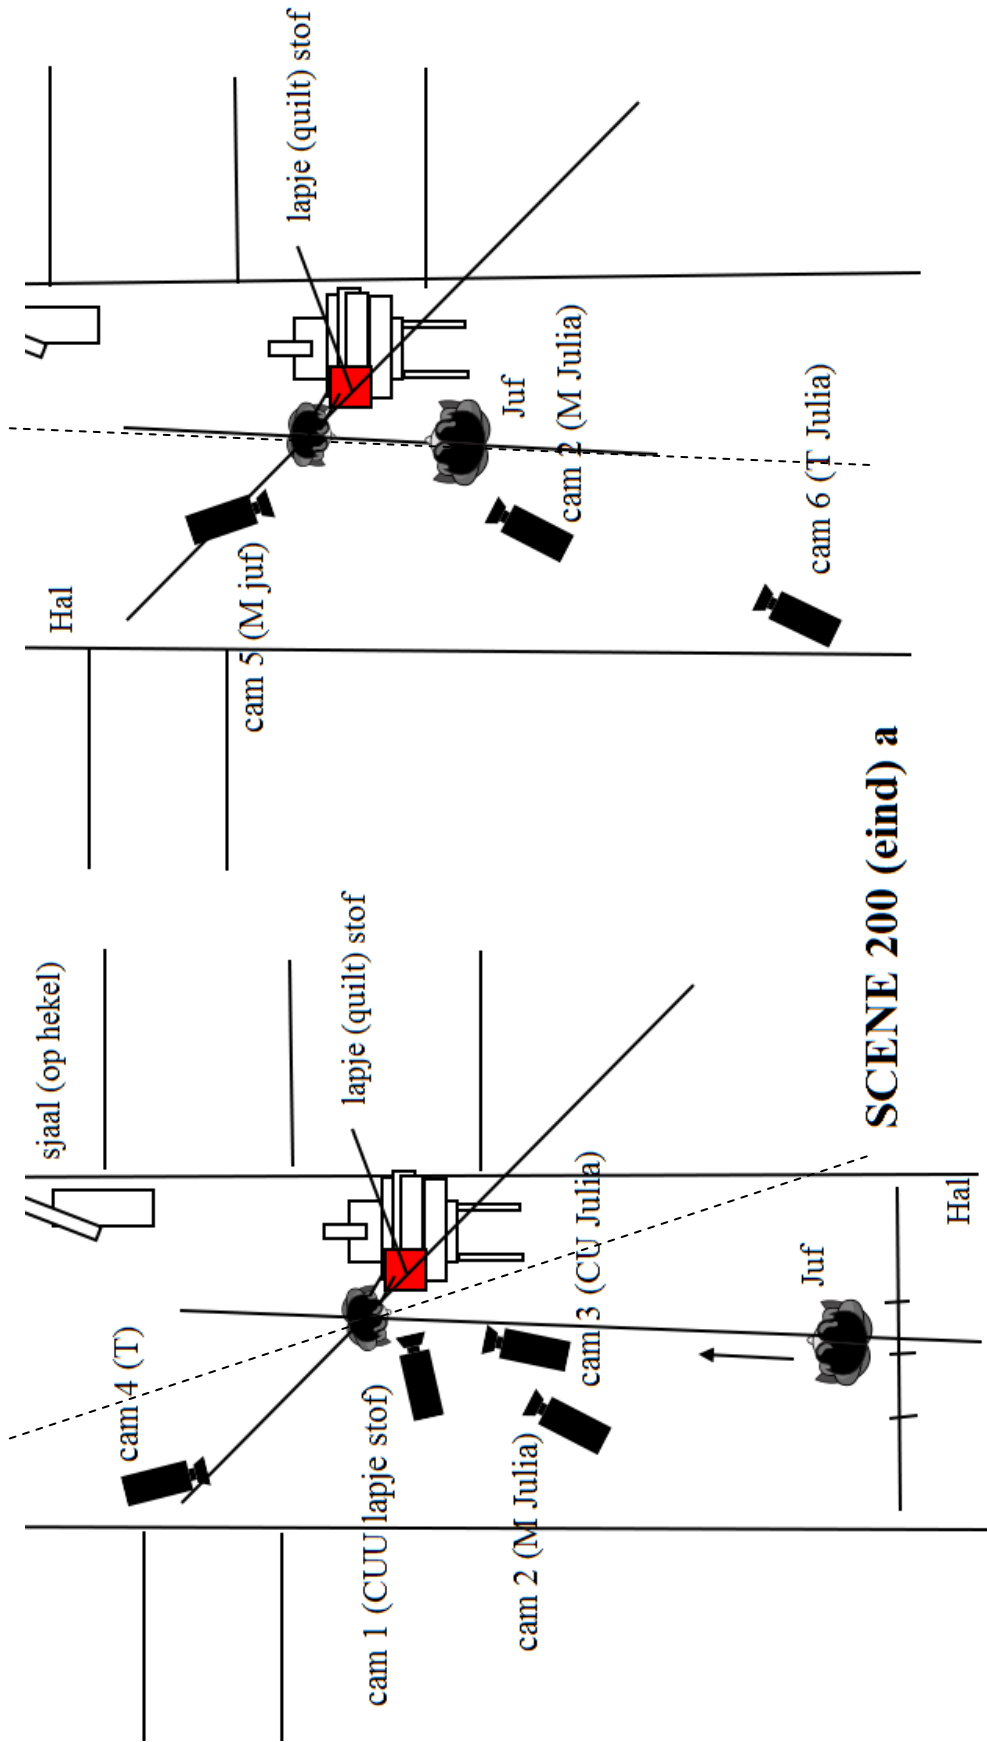 sjaal (op hekel)
cam 4 (T)
lapje (quilt) stof
cam 1 (CUU lapje stof)
cam 2 (M Julia)
cam 3 (CU Julia)
Juf
Hal
SCENE 200 (eind) a
Hal
lapje (quilt) stof
cam 5 (M juf)
Juf
cam 2 (M Julia)
cam 6 (T Julia)